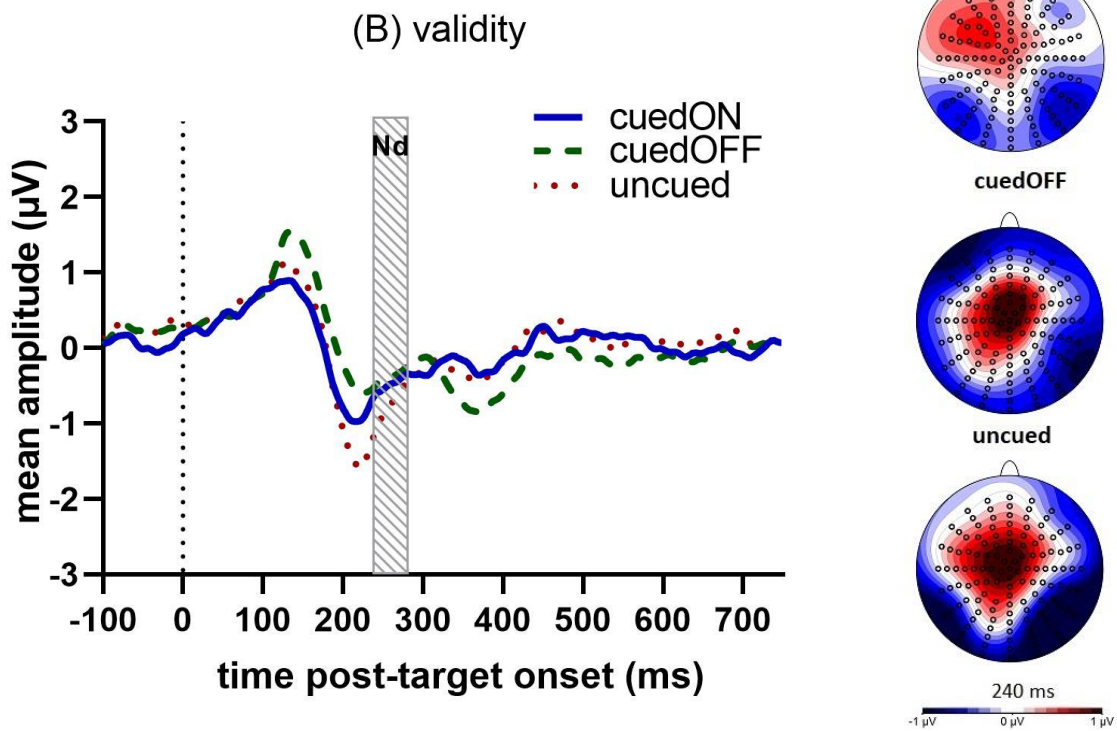 (B) validity
3
2
1
0
-1
-2
-3
mean amplitude (µV)
Nd
cuedON
cuedOFF
uncued
-100 0 100 200 300 400 500 600 700
time post-target onset (ms)
cuedOFF
uncued
240 ms
-1 µV 0 µV 1 µV